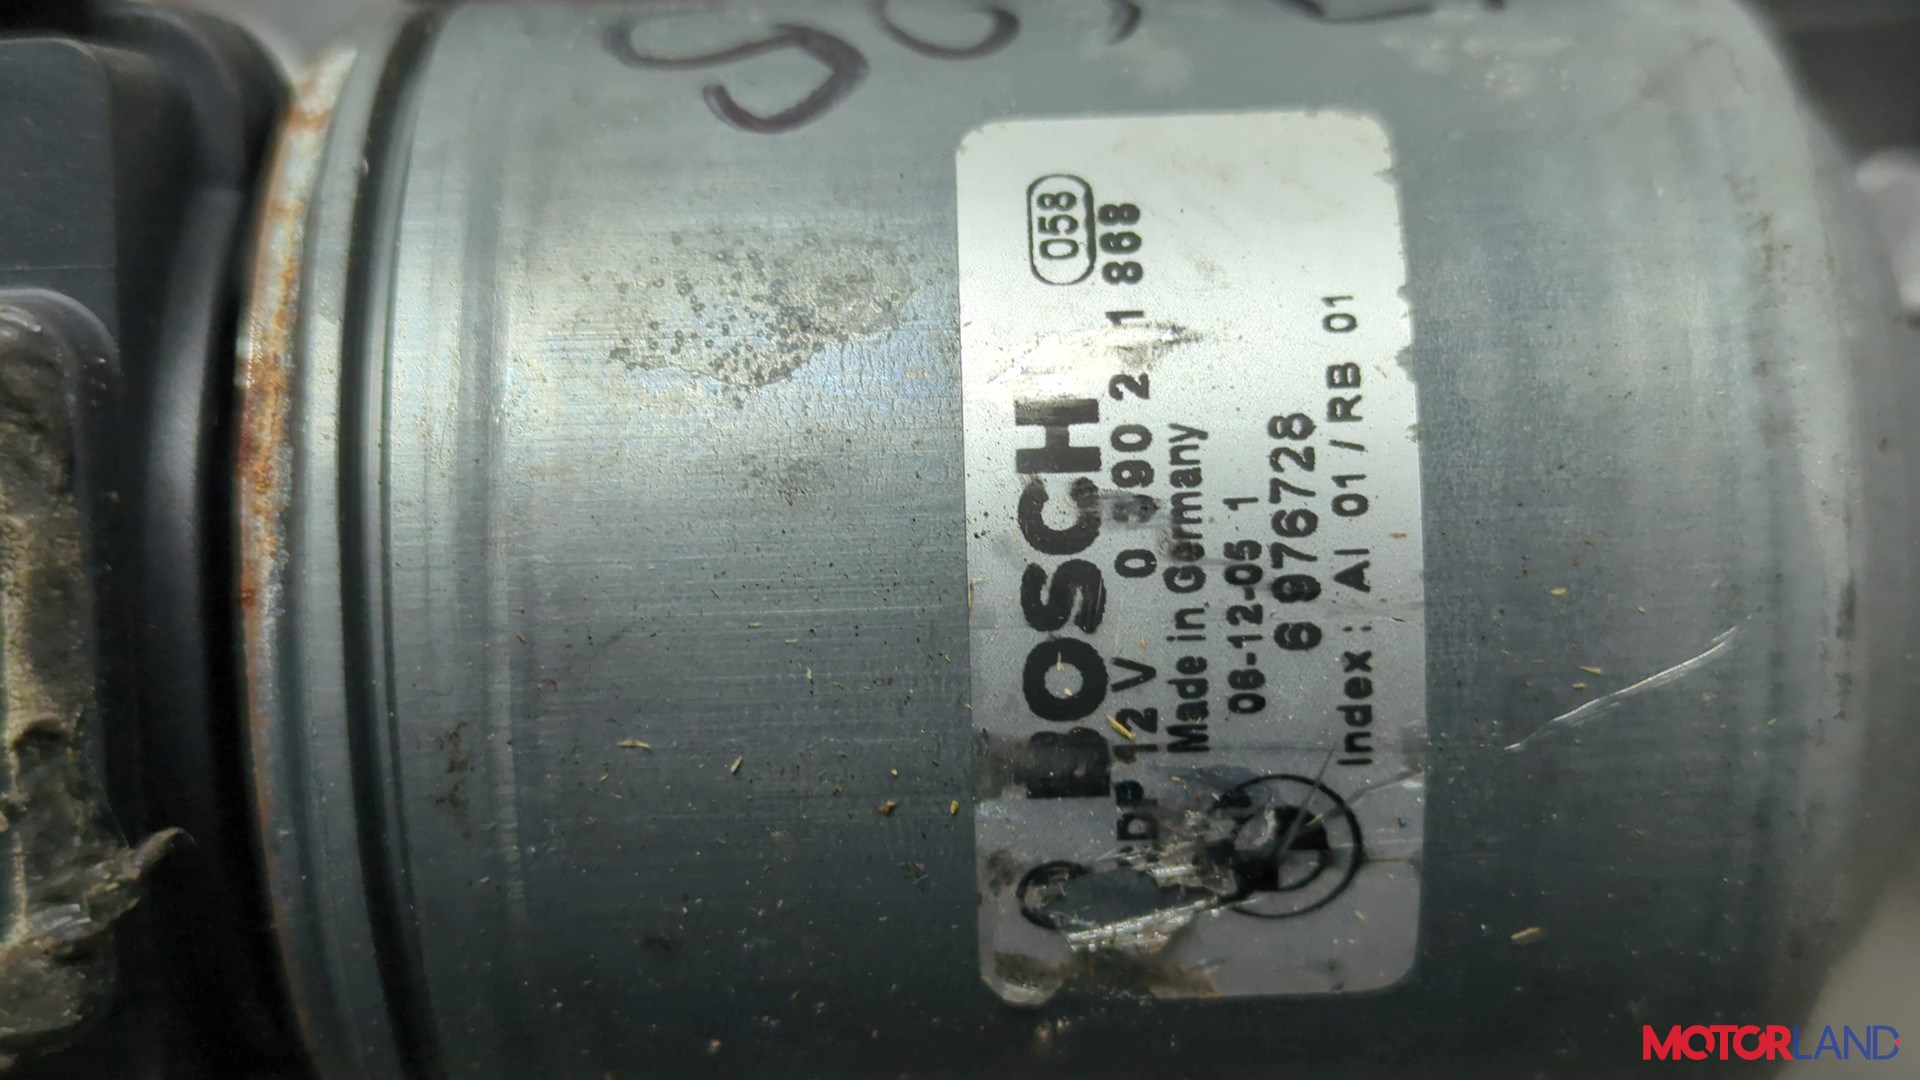 058
BOSCH
CDP 12 V 0 390 2 1 868
Made in Germany
06-12-05 1
6 976728
Index: AI 01 / RB 01
MOTORLAND